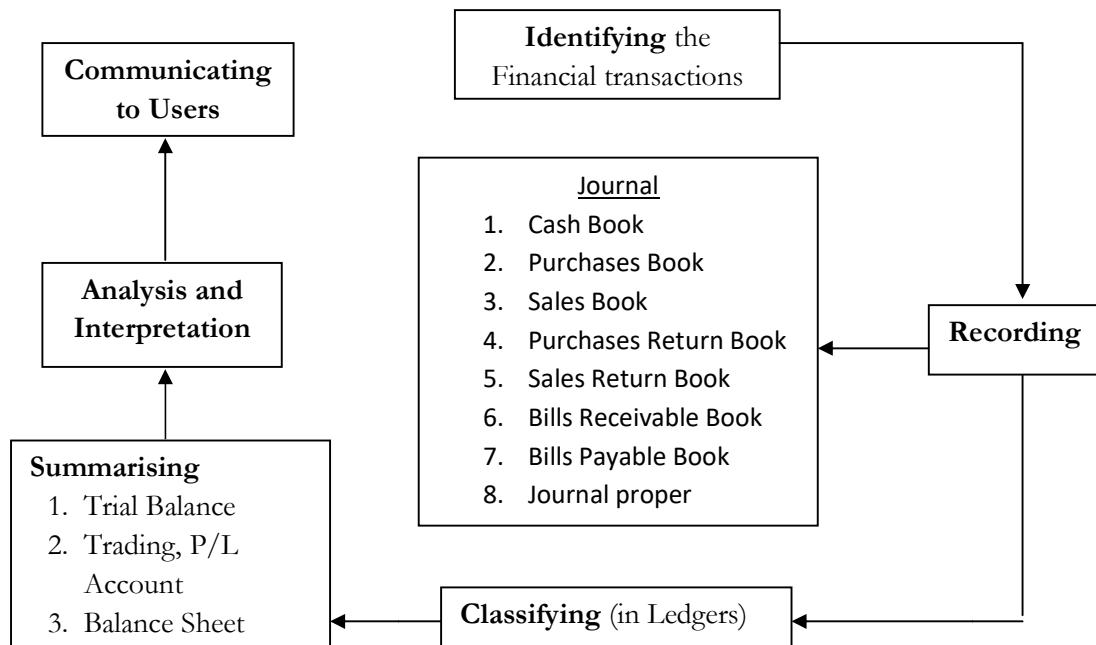 Identifying the
Financial transactions
Communicating
to Users
Journal
1. Cash Book
2. Purchases Book
3. Sales Book
4. Purchases Return Book
5. Sales Return Book
6. Bills Receivable Book
7. Bills Payable Book
8. Journal proper
Recording
Analysis and
Interpretation
Summarising
1. Trial Balance
2. Trading, P/L
Account
3. Balance Sheet
Classifying (in Ledgers)